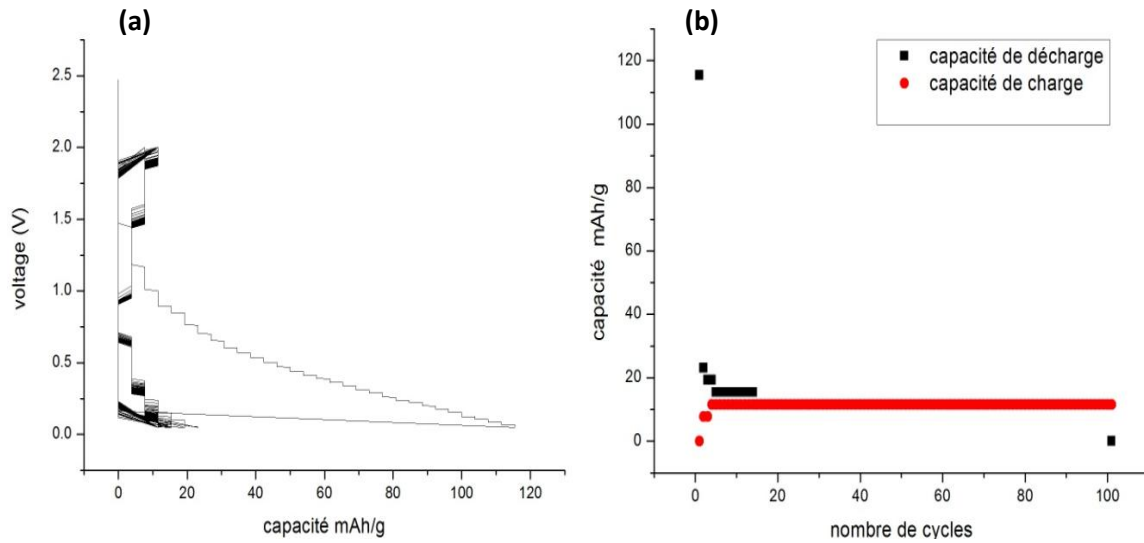 (a)
2.5
2.0
1.5
1.0
0.5
0.0
voltage (V)
0 20 40 60 80 100 120
capacité mAh/g
(b)
capacité de décharge
capacité de charge
120
100
80
60
40
20
0
capacité mAh/g
0 20 40 60 80 100
nombre de cycles